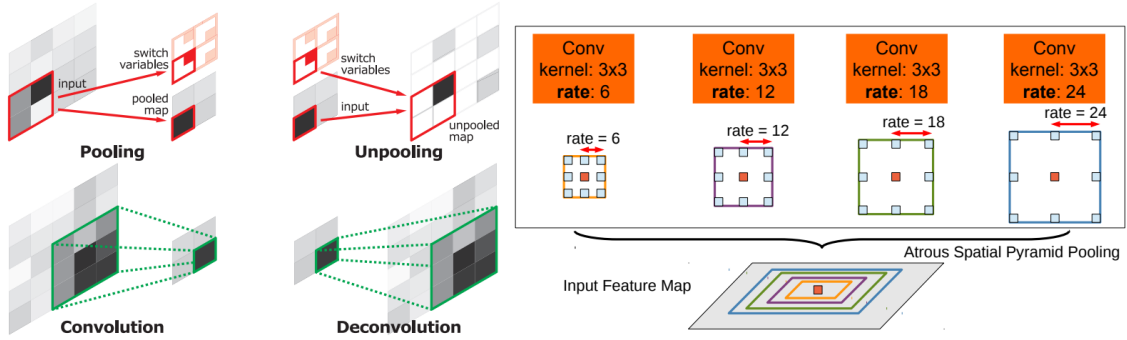 switch
variables
input
pooled
map
Pooling
switch
variables
input
unpooled
map
Unpooling
Convolution
Deconvolution
Conv
kernel: 3x3
rate: 6
Conv
kernel: 3x3
rate: 12
Conv
kernel: 3x3
rate: 18
Conv
kernel: 3x3
rate: 24
rate = 6
rate = 12
rate = 18
rate = 24
Atrous Spatial Pyramid Pooling
Input Feature Map